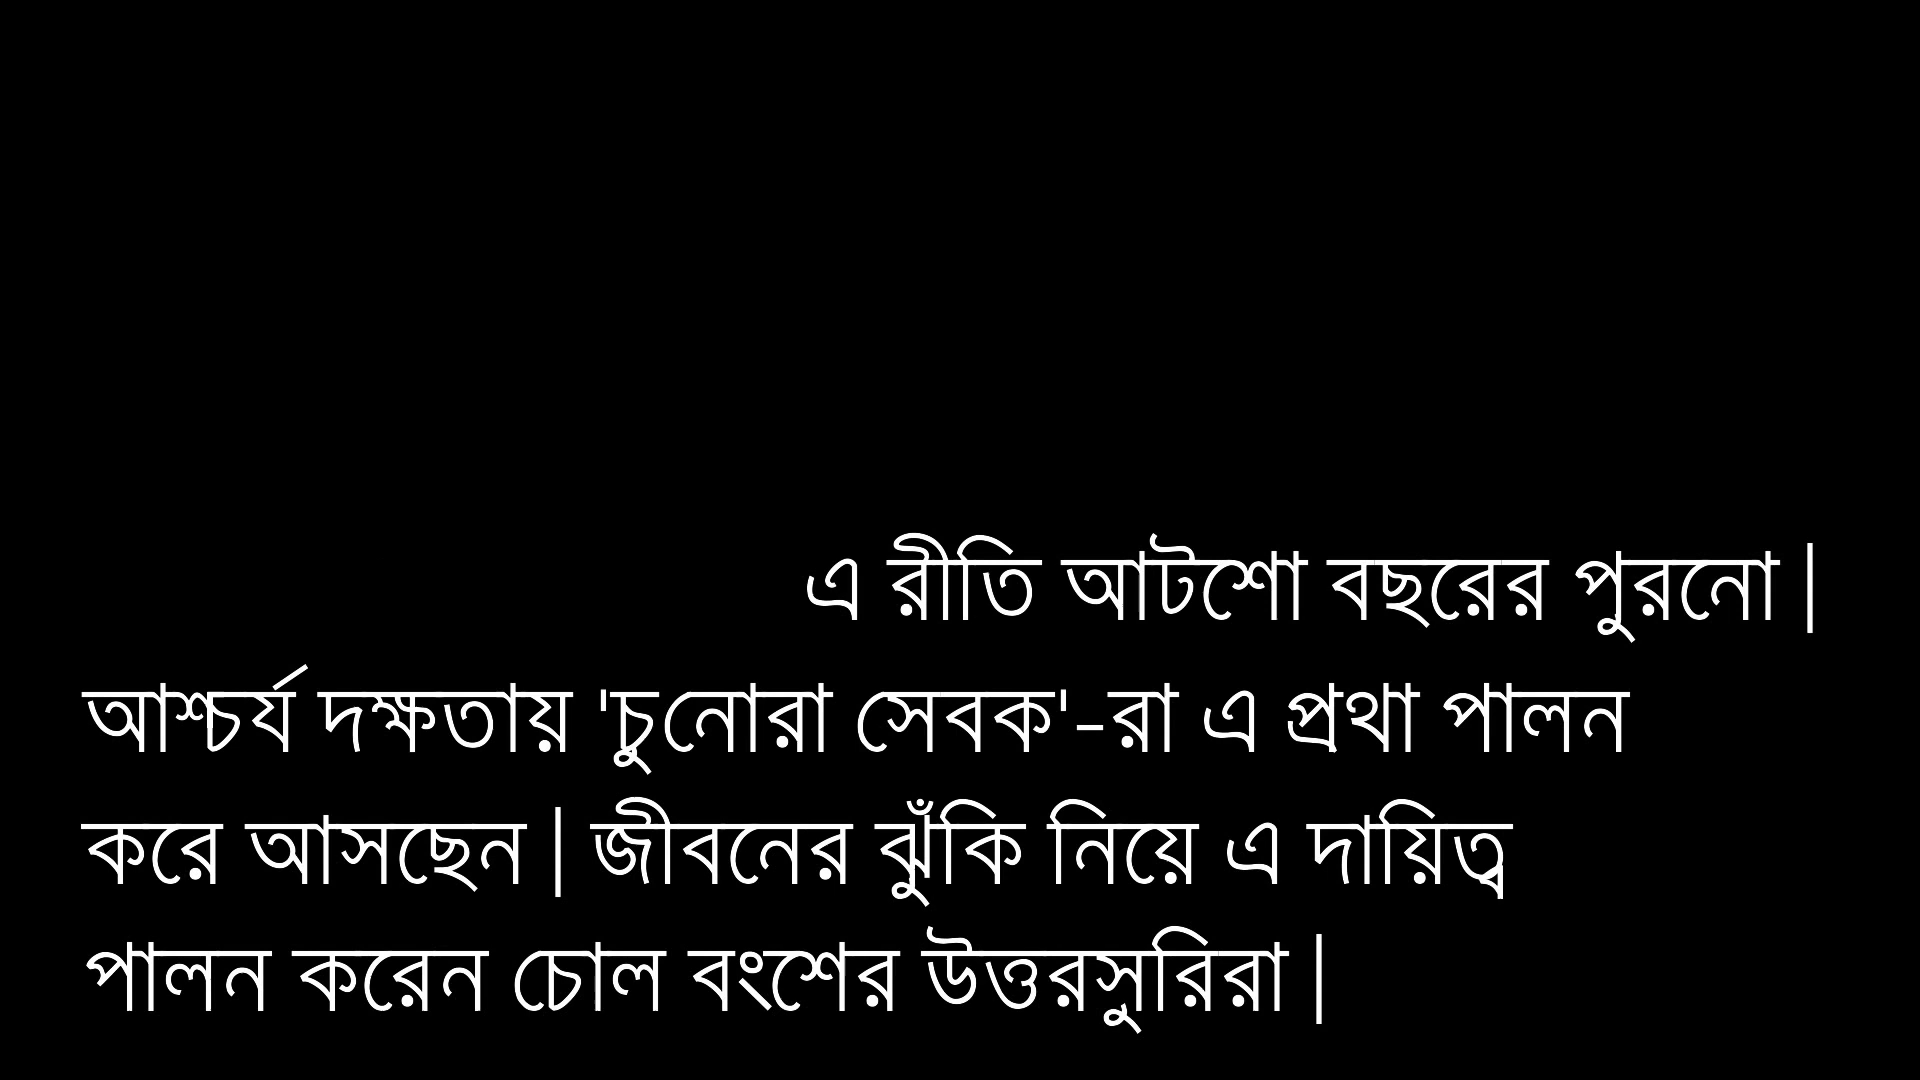 এ রীতি আটশো বছরের পুরনো |
আশ্চর্য দক্ষতায় 'চুনোরা সেবক'-রা এ প্রথা পালন
করে আসছেন | জীবনের ঝুঁকি নিয়ে এ দায়িত্ব
পালন করেন চোল বংশের উত্তরসুরিরা |